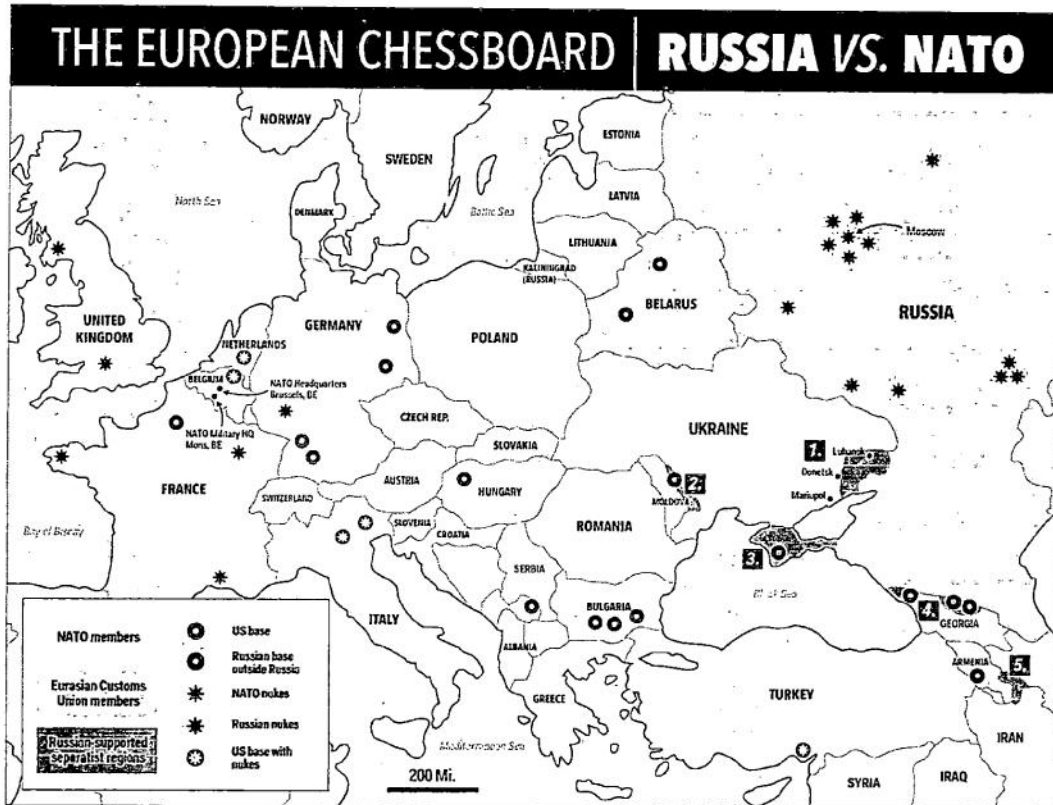 THE EUROPEAN CHESSBOARD | RUSSIA VS. NATO
NORWAY
SWEDEN
ESTONIA
LATVIA
LITHUANIA
North Sea
Baltic Sea
DENMARK
Moscow
KALININGRAD
(RUSSIA)
BELARUS
RUSSIA
UNITED
KINGDOM
GERMANY
POLAND
NETHERLANDS
BELGIUM
NATO Headquarters
Brussels, BE
NATO Military HQ
Mons, BE
CZECH REP.
UKRAINE
SLOVAKIA
1.
Luhansk
Donetsk
Mariupol
FRANCE
AUSTRIA
HUNGARY
SWITZERLAND
2.
MOLDOVA
SLOVENIA
CROATIA
ROMANIA
Bay of Biscay
3.
SERBIA
Black Sea
ITALY
BULGARIA
4.
GEORGIA
ALBANIA
ARMENIA
5.
GREECE
TURKEY
IRAN
Mediterranean Sea
SYRIA
IRAQ
200 Mi.
NATO members
Eurasian Customs
Union members
Russian-supported
separatist regions
US base
Russian base
outside Russia
NATO nukes
Russian nukes
US base with
nukes